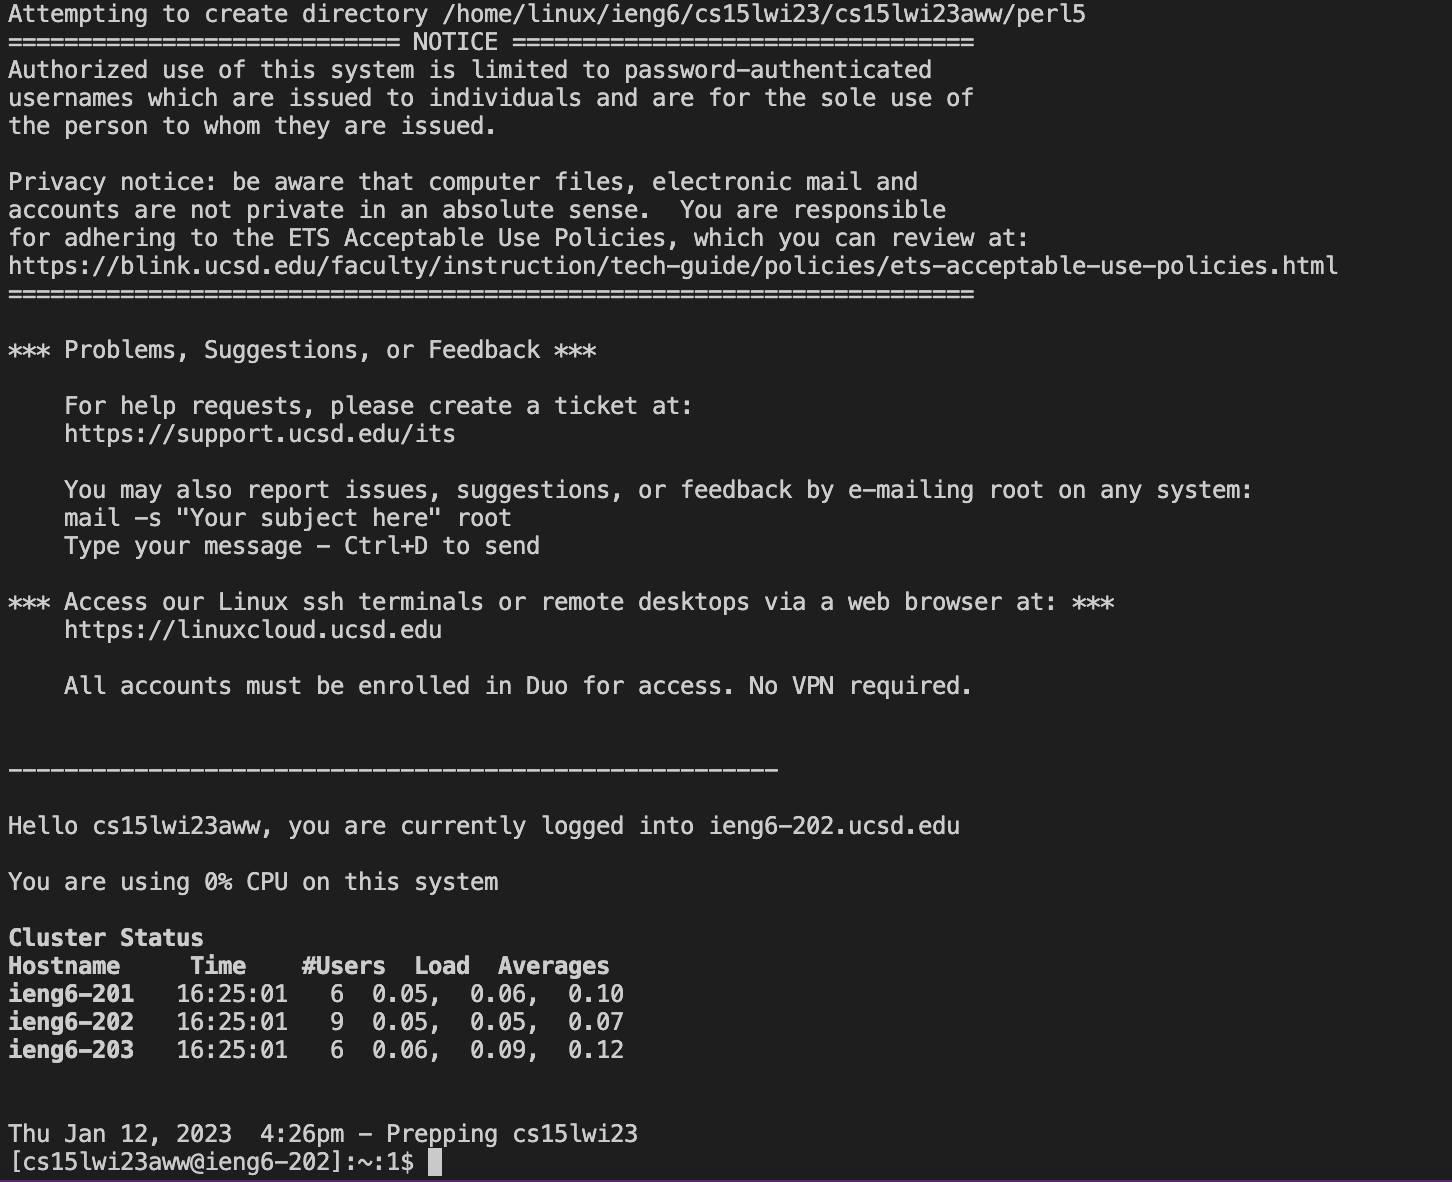 Attempting to create directory /home/linux/ieng6/cs15lwi23/cs15lwi23aww/perl5
============================ NOTICE =================================
Authorized use of this system is limited to password-authenticated
usernames which are issued to individuals and are for the sole use of
the person to whom they are issued.

Privacy notice: be aware that computer files, electronic mail and
accounts are not private in an absolute sense.  You are responsible
for adhering to the ETS Acceptable Use Policies, which you can review at:
https://blink.ucsd.edu/faculty/instruction/tech-guide/policies/ets-acceptable-use-policies.html
=====================================================================

*** Problems, Suggestions, or Feedback ***

    For help requests, please create a ticket at:
    https://support.ucsd.edu/its

    You may also report issues, suggestions, or feedback by e-mailing root on any system:
    mail -s "Your subject here" root
    Type your message - Ctrl+D to send

*** Access our Linux ssh terminals or remote desktops via a web browser at: ***
    https://linuxcloud.ucsd.edu

    All accounts must be enrolled in Duo for access. No VPN required.


-------------------------------------------------------

Hello cs15lwi23aww, you are currently logged into ieng6-202.ucsd.edu

You are using 0% CPU on this system

Cluster Status
Hostname     Time    #Users  Load  Averages
ieng6-201   16:25:01   6  0.05,  0.06,  0.10
ieng6-202   16:25:01   9  0.05,  0.05,  0.07
ieng6-203   16:25:01   6  0.06,  0.09,  0.12


Thu Jan 12, 2023  4:26pm - Prepping cs15lwi23
[cs15lwi23aww@ieng6-202]:~:1$